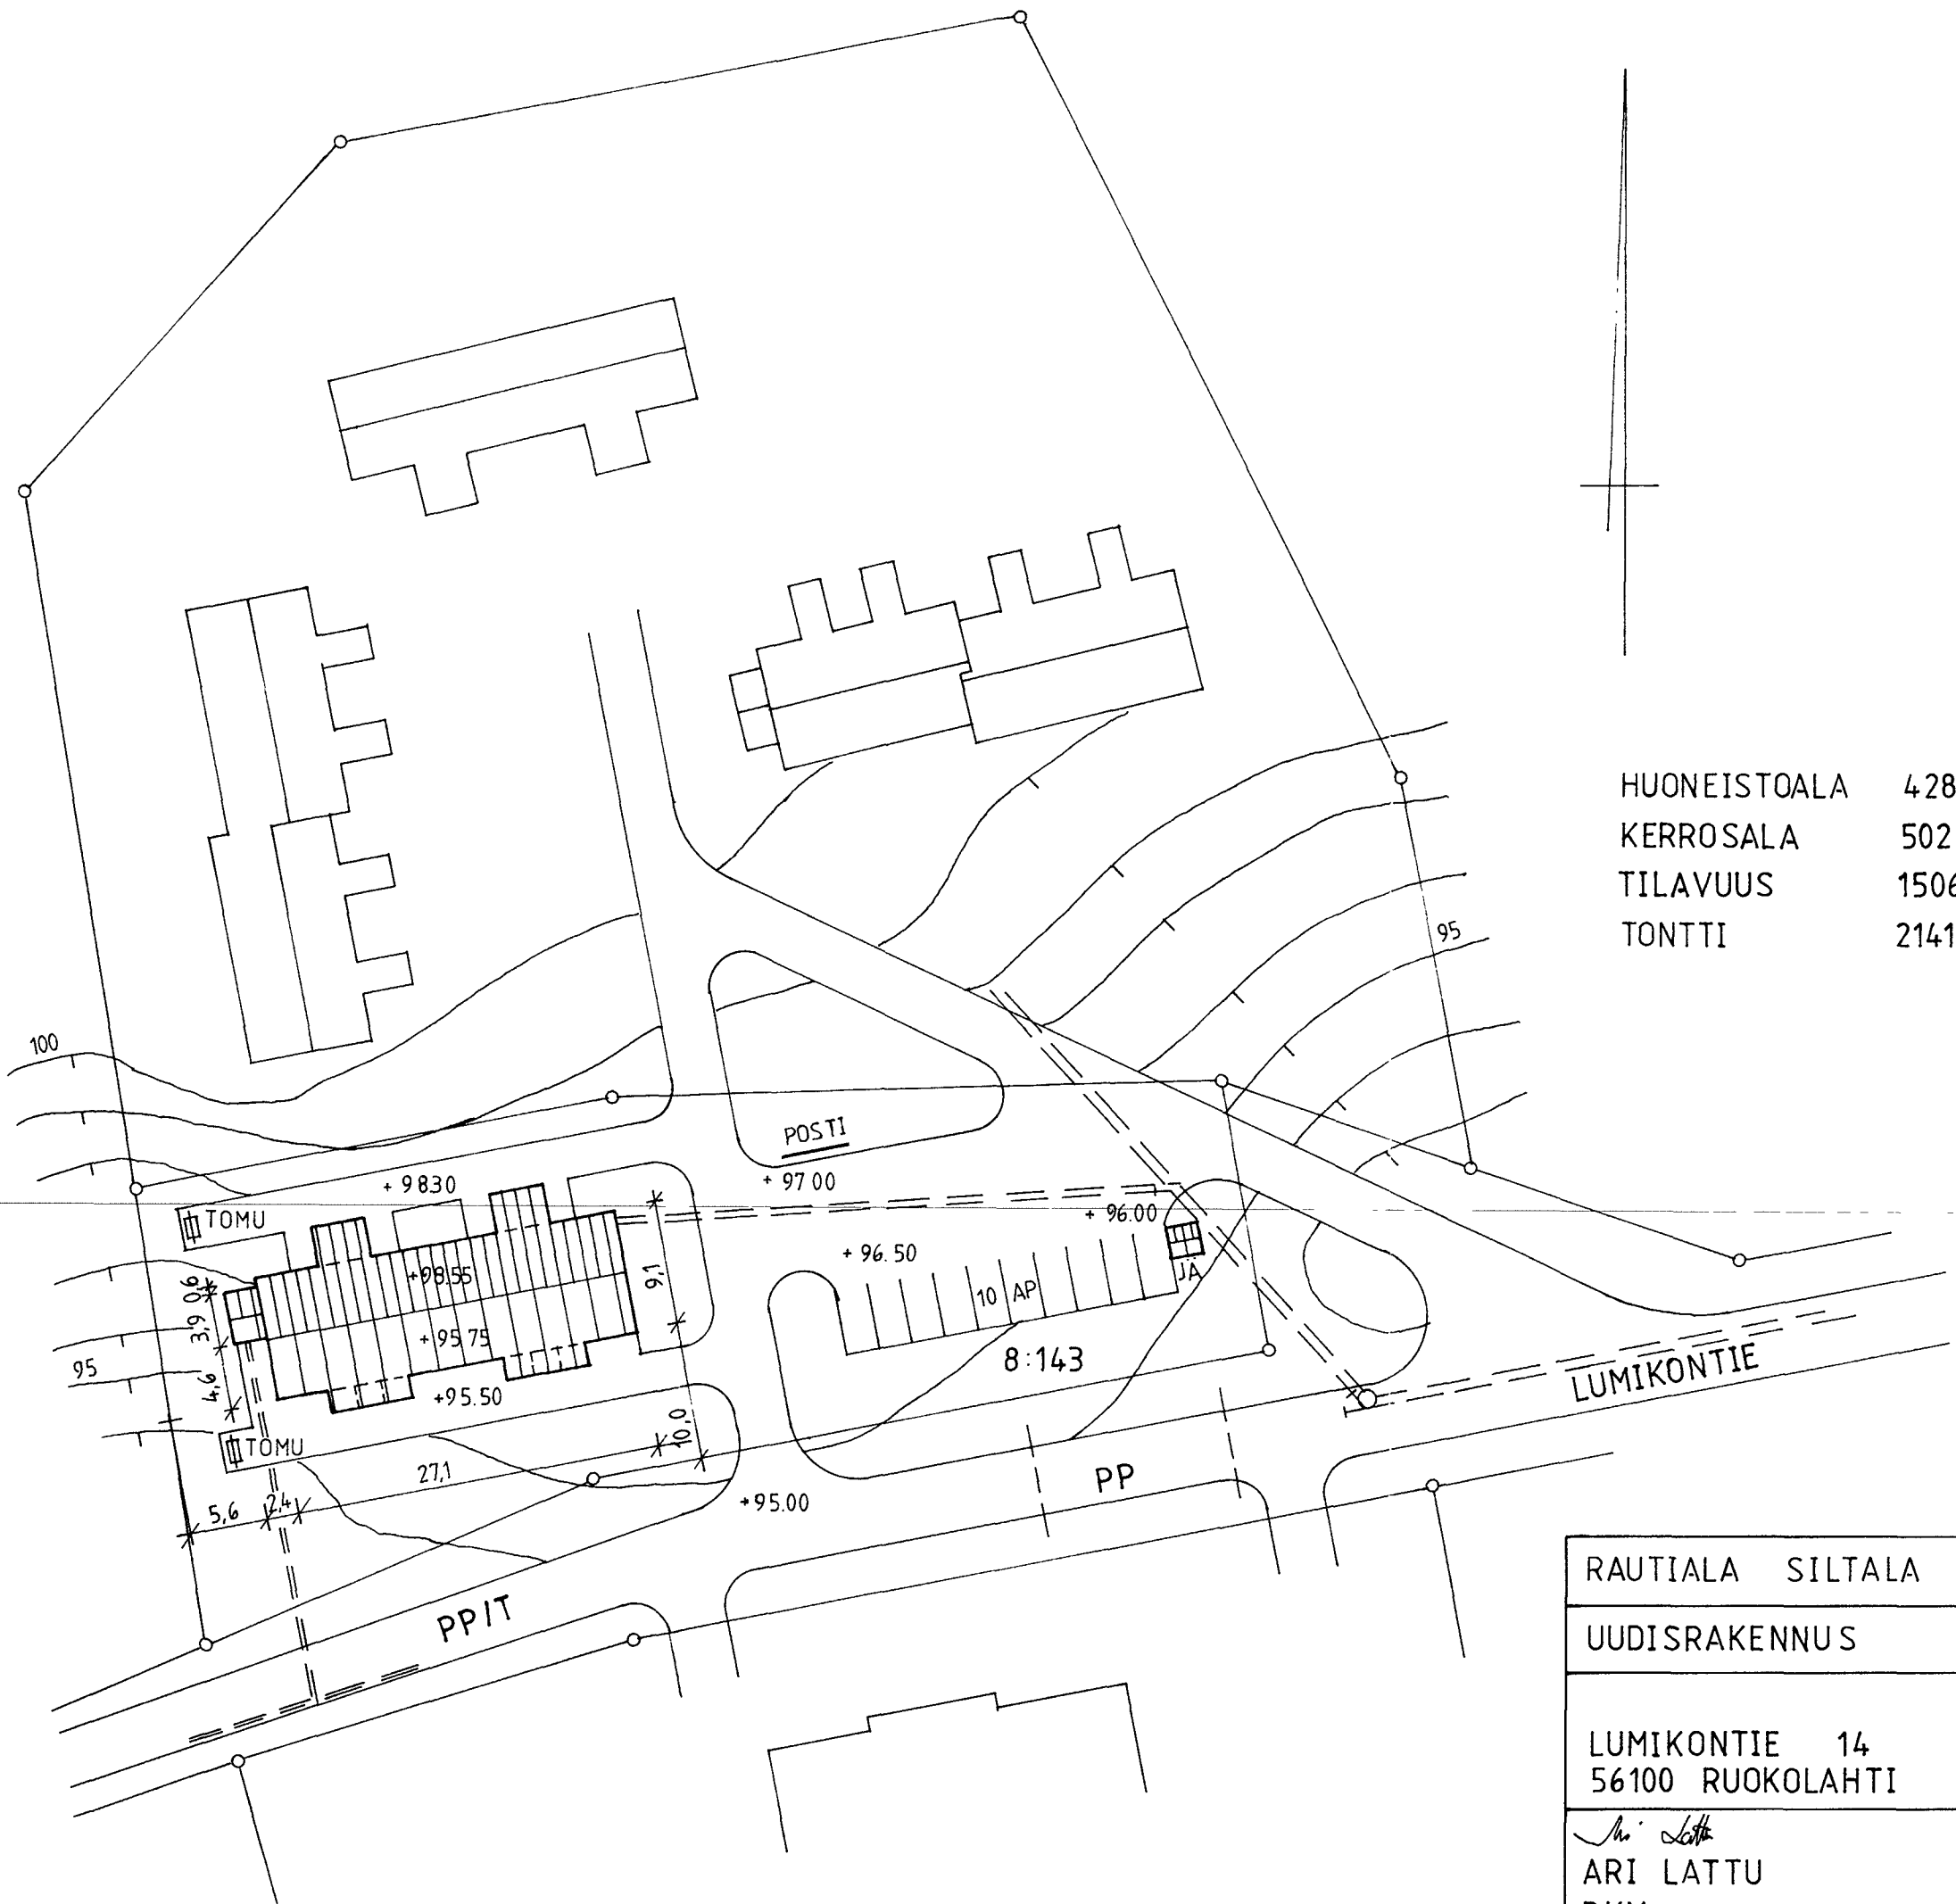 HUONEISTOALA 428
KERROSALA 502
TILAVUUS 1506
TONTTI 2141
95
100
POSTI
+ 9830
+ 97 00
TOMU
+ 96.00
+ 96.50
+98.55
9,1
0,6
3,9
JÄ
10 AP
+95 75
8:143
95
4,6
+95.50
LUMIKONTIE
TOMU
10,0
27,1
PP
5,6
2,4
+95.00
PP/T
RAUTIALA SILTALA
UUDISRAKENNUS
LUMIKONTIE 14
56100 RUOKOLAHTI
ARI LATTU